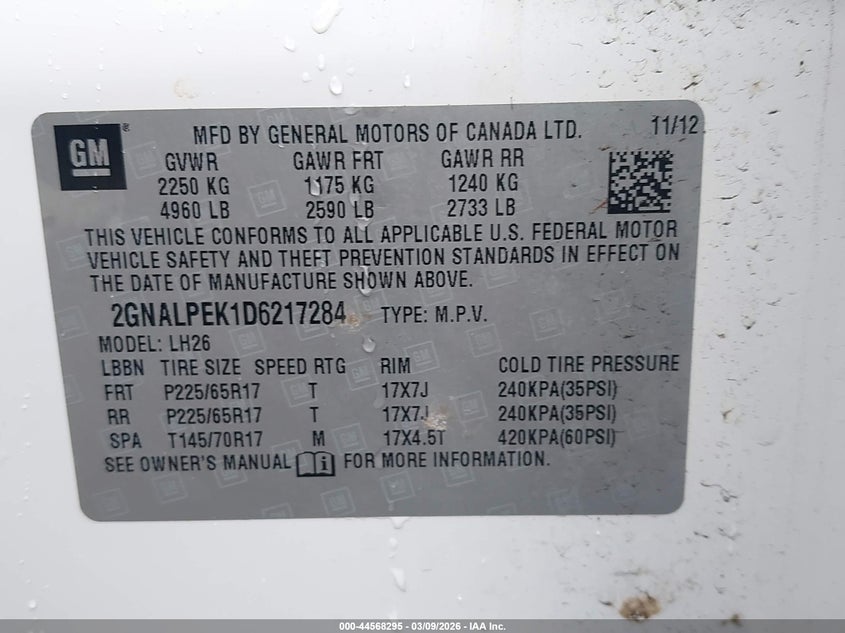 GM®
MFD BY GENERAL MOTORS OF CANADA LTD. 11/12
GVWR GAWR FRT GAWR RR
2250 KG 1175 KG 1240 KG
4960 LB 2590 LB 2733 LB
THIS VEHICLE CONFORMS TO ALL APPLICABLE U.S. FEDERAL MOTOR
VEHICLE SAFETY AND THEFT PREVENTION STANDARDS IN EFFECT ON
THE DATE OF MANUFACTURE SHOWN ABOVE.
2GNALPEK1D6217284 TYPE: M.P.V.
MODEL: LH26
LBBN TIRE SIZE SPEED RTG RIM COLD TIRE PRESSURE
FRT P225/65R17 T 17X7J 240KPA(35PSI)
RR P225/65R17 T 17X7J 240KPA(35PSI)
SPA T145/70R17 M 17X4.5T 420KPA(60PSI)
SEE OWNER'S MANUAL i FOR MORE INFORMATION.
000-44568295 - 03/09/2026 - IAA Inc.